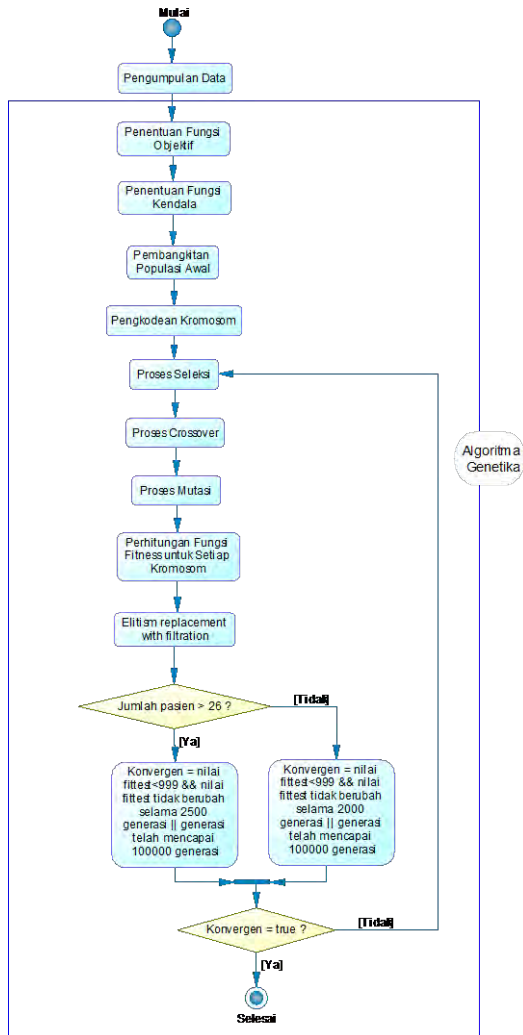 Mulai
Pengumpulan Data
Penentuan Fungsi
Objektif
Penentuan Fungsi
Kendala
Pembangkitan
Populasi Awal
Pengkodean Kromosom
Proses Seleksi
Proses Crossover
Proses Mutasi
Perhitungan Fungsi
Fitness untuk Setiap
Kromosom
Elitism replacement
with filtration
Algoritma
Genetika
Jumlah pasien > 26 ?
[Tidak]
[Ya]
Konvergen = nilai
fittest<999 && nilai
fittest tidak berubah
selama 2500
generasi || generasi
telah mencapai
100000 generasi
Konvergen = nilai
fittest<999 && nilai
fittest tidak berubah
selama 2000
generasi || generasi
telah mencapai
100000 generasi
Konvergen = true ?
[Tidak]
[Ya]
Selesai